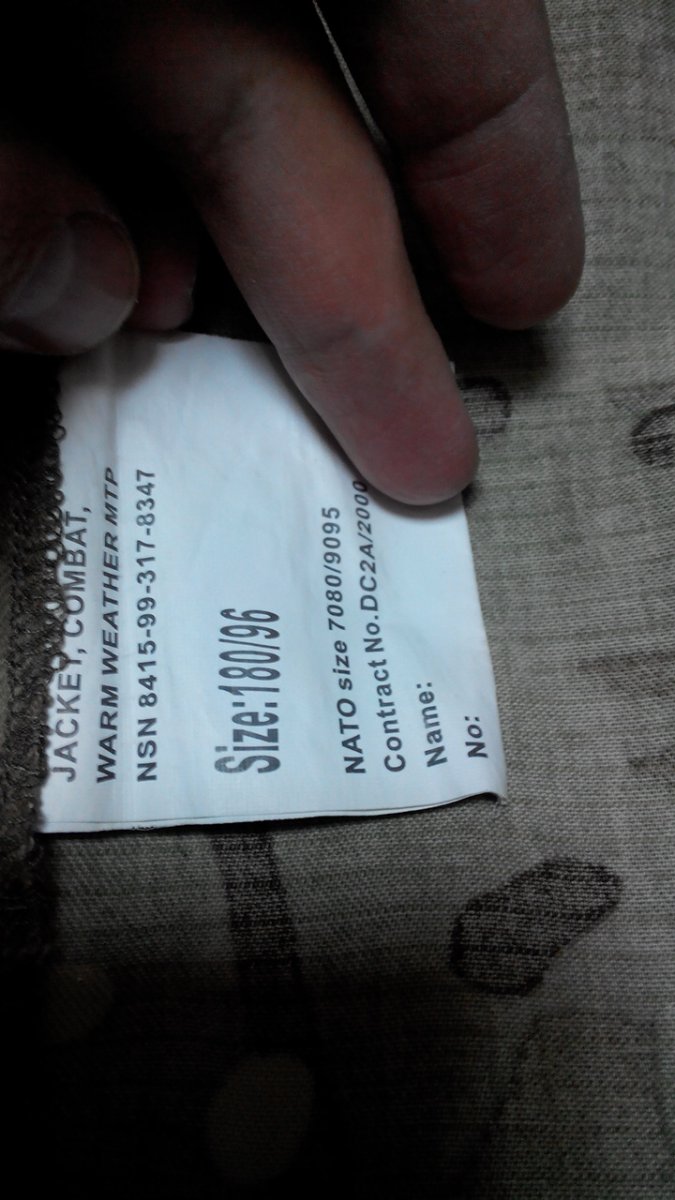 JACKET, COMBAT,
WARM WEATHER MTP
NSN 8415-99-317-8347
Size:180/96
NATO size 7080/9095
Contract No.DC2A/2000
Name:
No: